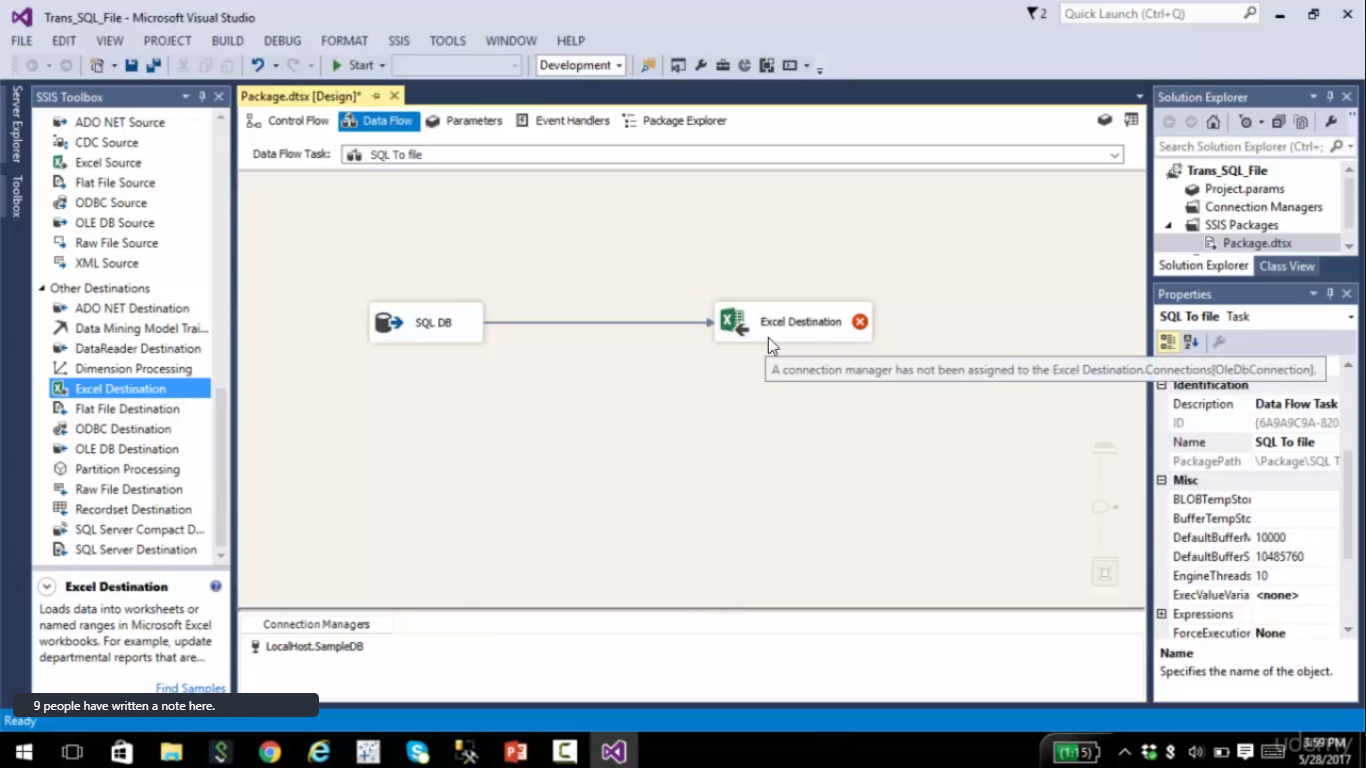 Trans_SQL_File - Microsoft Visual Studio
2
Quick Launch (Ctrl+Q)
FILE EDIT VIEW PROJECT BUILD DEBUG FORMAT SSIS TOOLS WINDOW HELP
Start
Development
Server Explorer
Toolbox
SSIS Toolbox
ADO NET Source
CDC Source
Excel Source
Flat File Source
ODBC Source
OLE DB Source
Raw File Source
XML Source
Other Destinations
ADO NET Destination
Data Mining Model Trai...
DataReader Destination
Dimension Processing
Excel Destination
Flat File Destination
ODBC Destination
OLE DB Destination
Partition Processing
Raw File Destination
Recordset Destination
SQL Server Compact D...
SQL Server Destination
Excel Destination
Loads data into worksheets or
named ranges in Microsoft Excel
workbooks. For example, update
departmental reports that are...
Find Samples
Package.dtsx [Design]*
Control Flow Data Flow Parameters Event Handlers Package Explorer
Data Flow Task: SQL To file
SQL DB
Excel Destination
A connection manager has not been assigned to the Excel Destination.Connections[OleDbConnection].
Connection Managers
LocalHost.SampleDB
Solution Explorer
Search Solution Explorer (Ctrl+;
Trans_SQL_File
Project.params
Connection Managers
SSIS Packages
Package.dtsx
Solution Explorer Class View
Properties
SQL To file Task
Identification
Description Data Flow Task
ID {6A9A9C9A-820
Name SQL To file
PackagePath \Package\SQL T
Misc
BLOBTempStor
BufferTempStc
DefaultBufferM 10000
DefaultBufferS 10485760
EngineThreads 10
ExecValueVaria <none>
Expressions
ForceExecution None
Name
Specifies the name of the object.
9 people have written a note here.
Ready
(1:15)
udemy
3:59 PM
5/28/2017